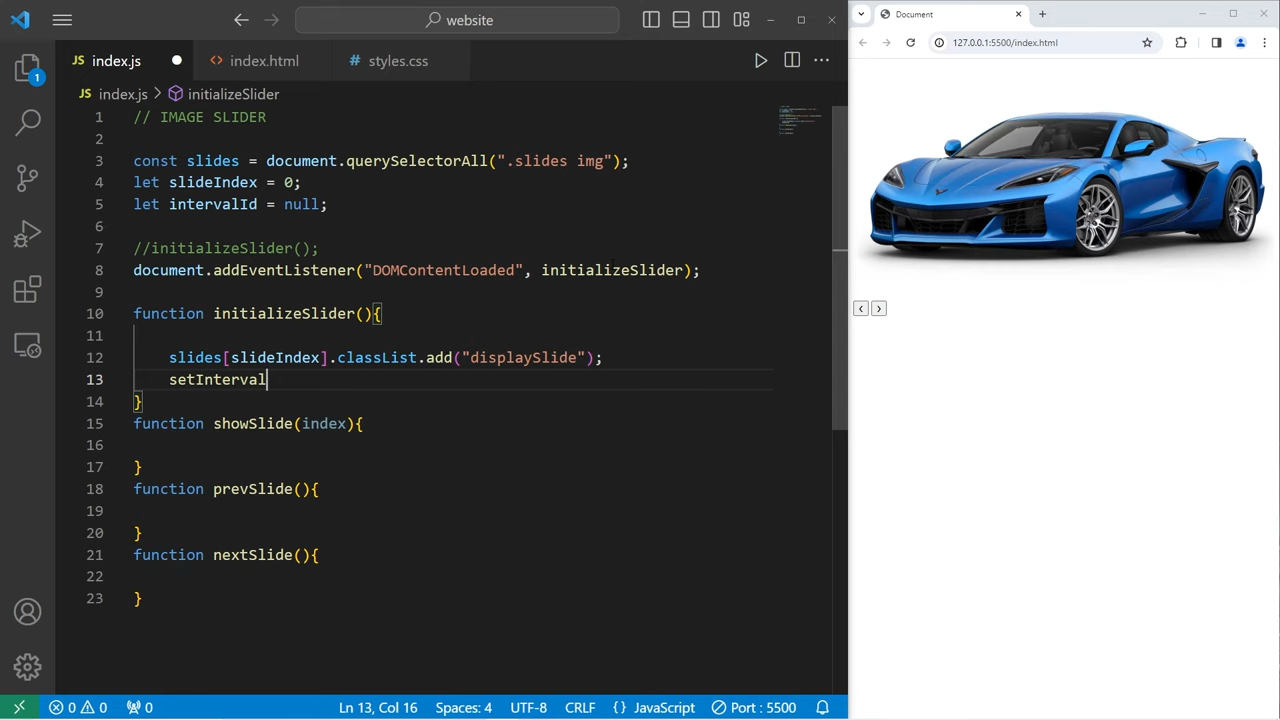 website
index.js
index.html
# styles.css
JS index.js > initializeSlider
1 // IMAGE SLIDER
2
3 const slides = document.querySelectorAll(".slides img");
4 let slideIndex = 0;
5 let intervalId = null;
6
7 //initializeSlider();
8 document.addEventListener("DOMContentLoaded", initializeSlider);
9
10 function initializeSlider(){
11
12 slides[slideIndex].classList.add("displaySlide");
13 setInterval
14 }
15 function showSlide(index){
16
17 }
18 function prevSlide(){
19
20 }
21 function nextSlide(){
22
23 }
1
0 0 0 Ln 13, Col 16 Spaces: 4 UTF-8 CRLF {} JavaScript Port : 5500
Document
127.0.0.1:5500/index.html
‹ ›